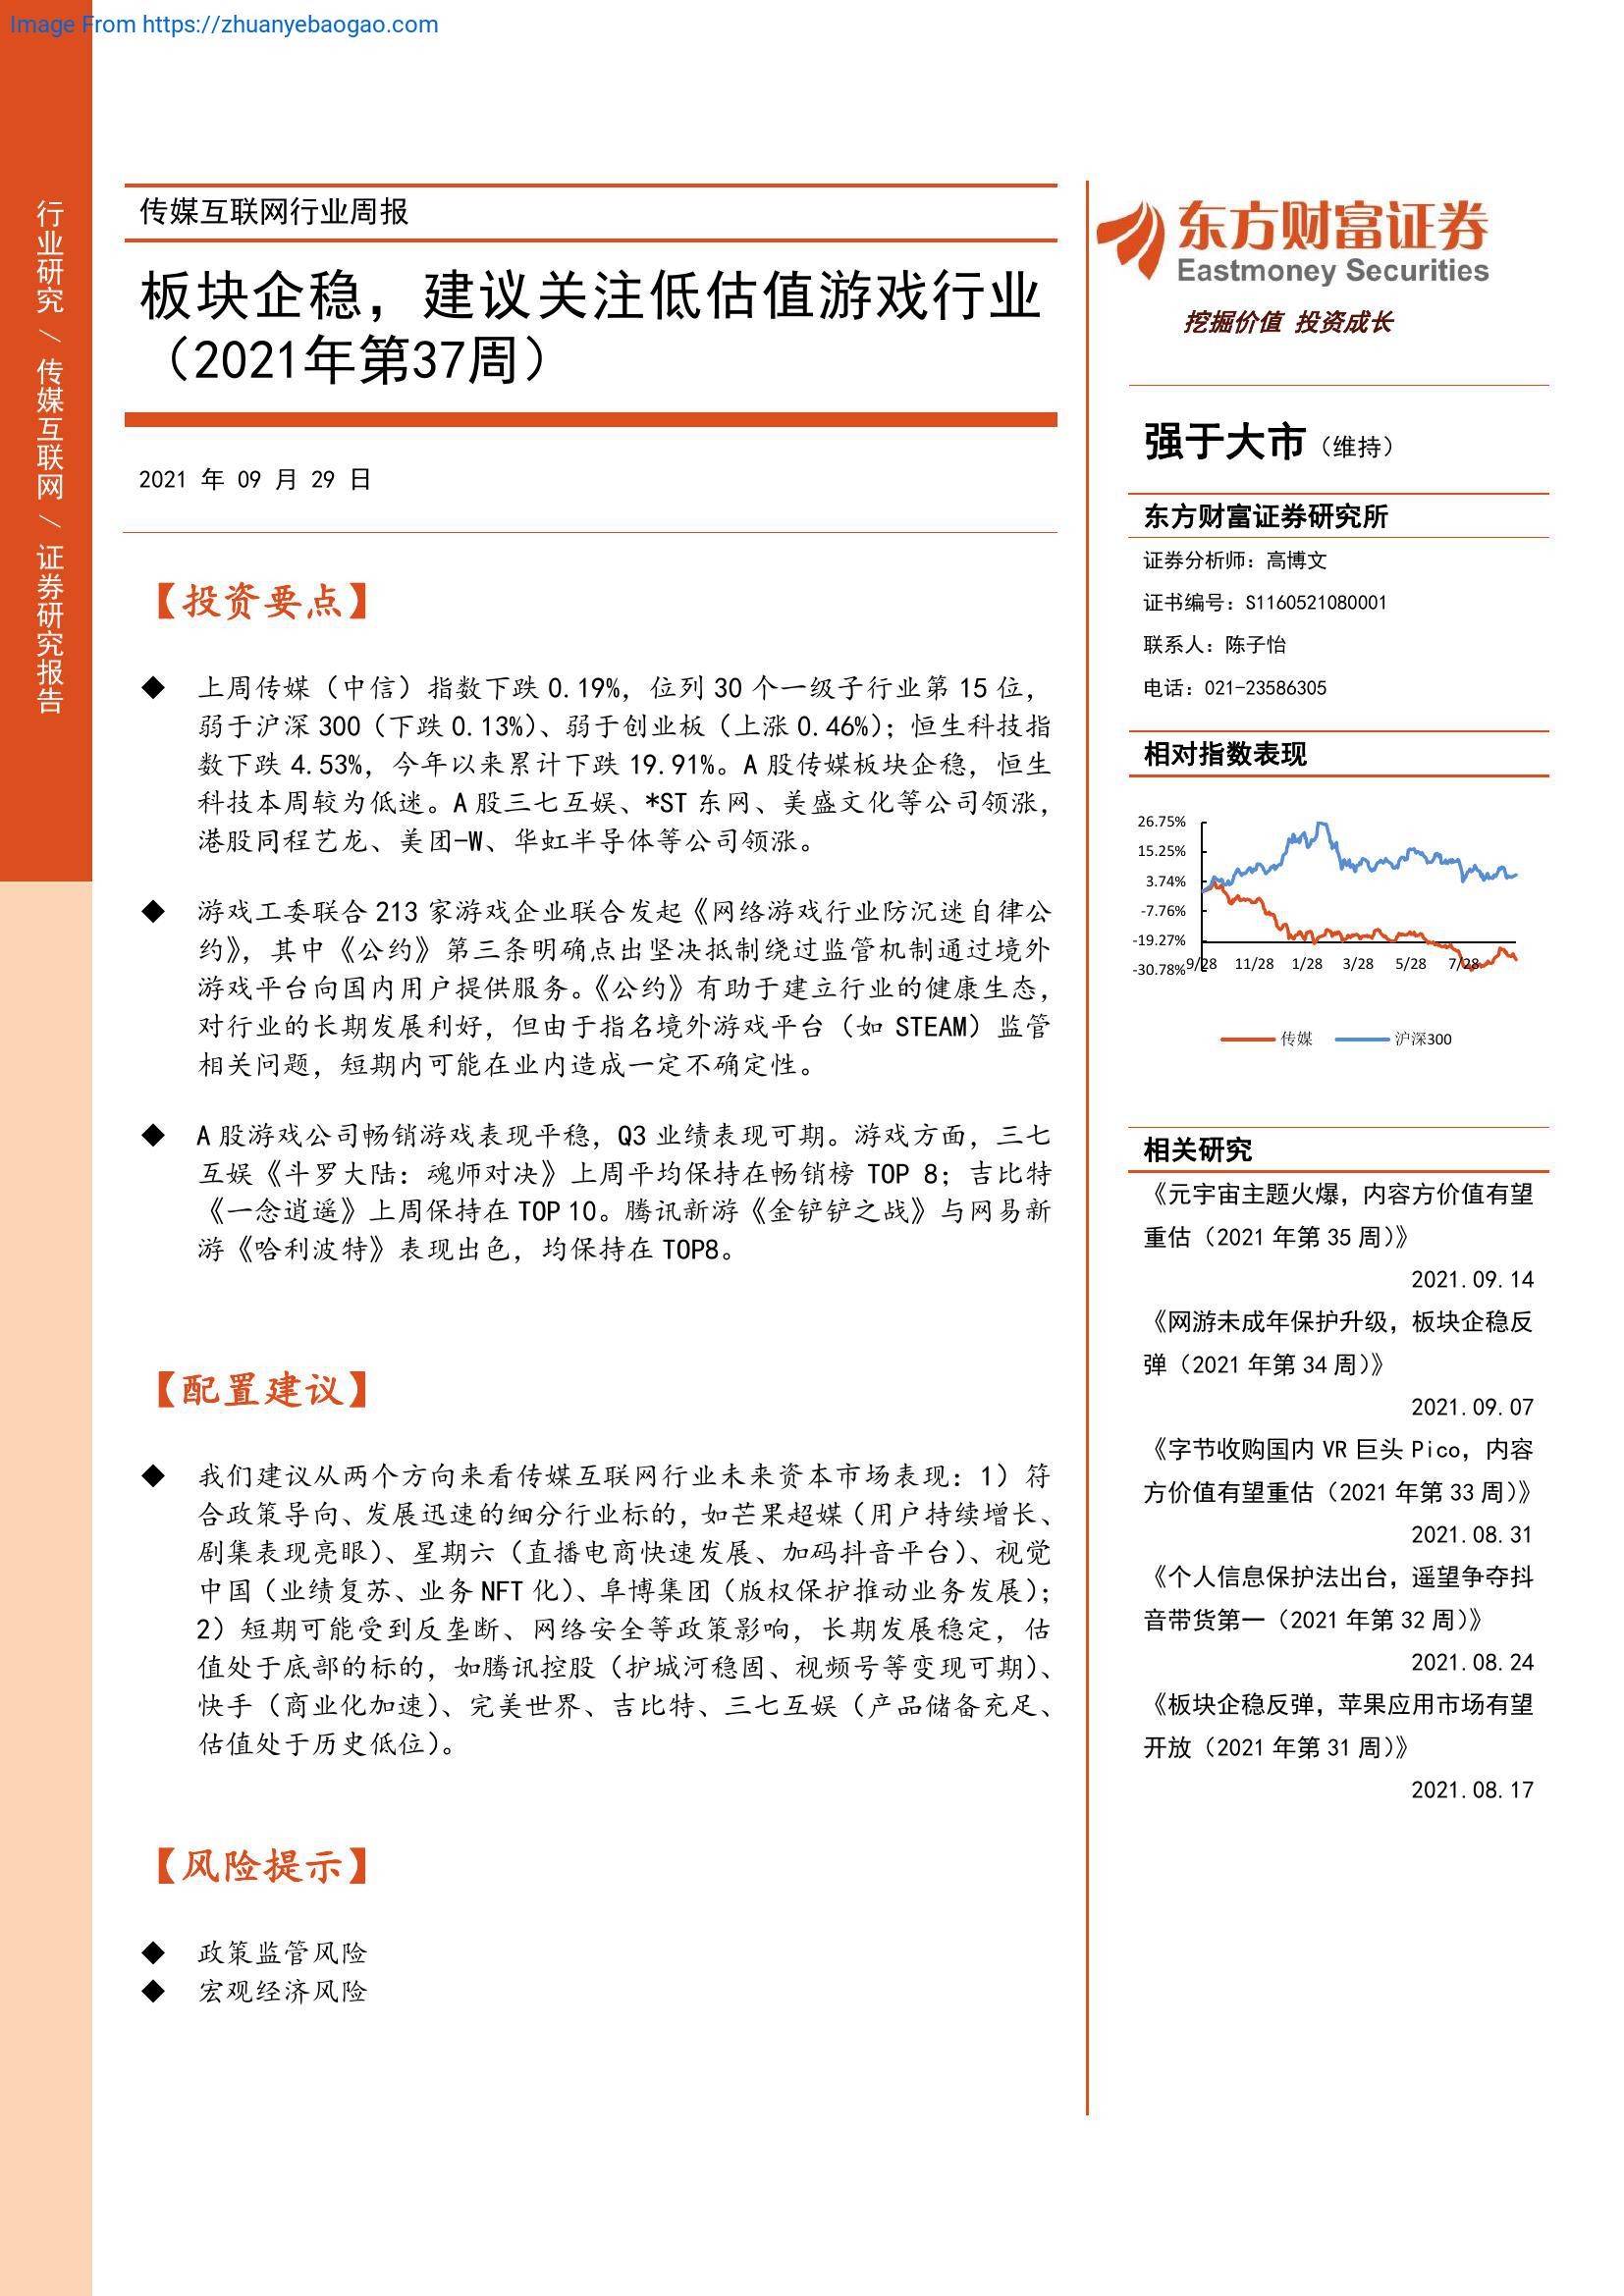 Image From https://zhuanyebaogao.com
行业研究 / 传媒互联网 / 证券研究报告
传媒互联网行业周报
板块企稳，建议关注低估值游戏行业
（2021年第37周）
2021 年 09 月 29 日
【投资要点】
◆ 上周传媒（中信）指数下跌 0.19%，位列 30 个一级子行业第 15 位，
弱于沪深 300（下跌 0.13%）、弱于创业板（上涨 0.46%）；恒生科技指
数下跌 4.53%，今年以来累计下跌 19.91%。A 股传媒板块企稳，恒生
科技本周较为低迷。A 股三七互娱、*ST 东网、美盛文化等公司领涨，
港股同程艺龙、美团-W、华虹半导体等公司领涨。
◆ 游戏工委联合 213 家游戏企业联合发起《网络游戏行业防沉迷自律公
约》，其中《公约》第三条明确点出坚决抵制绕过监管机制通过境外
游戏平台向国内用户提供服务。《公约》有助于建立行业的健康生态，
对行业的长期发展利好，但由于指名境外游戏平台（如 STEAM）监管
相关问题，短期内可能在业内造成一定不确定性。
◆ A 股游戏公司畅销游戏表现平稳，Q3 业绩表现可期。游戏方面，三七
互娱《斗罗大陆：魂师对决》上周平均保持在畅销榜 TOP 8；吉比特
《一念逍遥》上周保持在 TOP 10。腾讯新游《金铲铲之战》与网易新
游《哈利波特》表现出色，均保持在 TOP8。
【配置建议】
◆ 我们建议从两个方向来看传媒互联网行业未来资本市场表现：1）符
合政策导向、发展迅速的细分行业标的，如芒果超媒（用户持续增长、
剧集表现亮眼）、星期六（直播电商快速发展、加码抖音平台）、视觉
中国（业绩复苏、业务 NFT 化）、阜博集团（版权保护推动业务发展）；
2）短期可能受到反垄断、网络安全等政策影响，长期发展稳定，估
值处于底部的标的，如腾讯控股（护城河稳固、视频号等变现可期）、
快手（商业化加速）、完美世界、吉比特、三七互娱（产品储备充足、
估值处于历史低位）。
【风险提示】
◆ 政策监管风险
◆ 宏观经济风险
东方财富证券
Eastmoney Securities
挖掘价值 投资成长
强于大市（维持）
东方财富证券研究所
证券分析师：高博文
证书编号：S1160521080001
联系人：陈子怡
电话：021-23586305
相对指数表现
26.75%
15.25%
3.74%
-7.76%
-19.27%
-30.78%
9/28 11/28 1/28 3/28 5/28 7/28
传媒 沪深300
相关研究
《元宇宙主题火爆，内容方价值有望
重估（2021 年第 35 周）》
2021.09.14
《网游未成年保护升级，板块企稳反
弹（2021 年第 34 周）》
2021.09.07
《字节收购国内 VR 巨头 Pico，内容
方价值有望重估（2021 年第 33 周）》
2021.08.31
《个人信息保护法出台，遥望争夺抖
音带货第一（2021 年第 32 周）》
2021.08.24
《板块企稳反弹，苹果应用市场有望
开放（2021 年第 31 周）》
2021.08.17